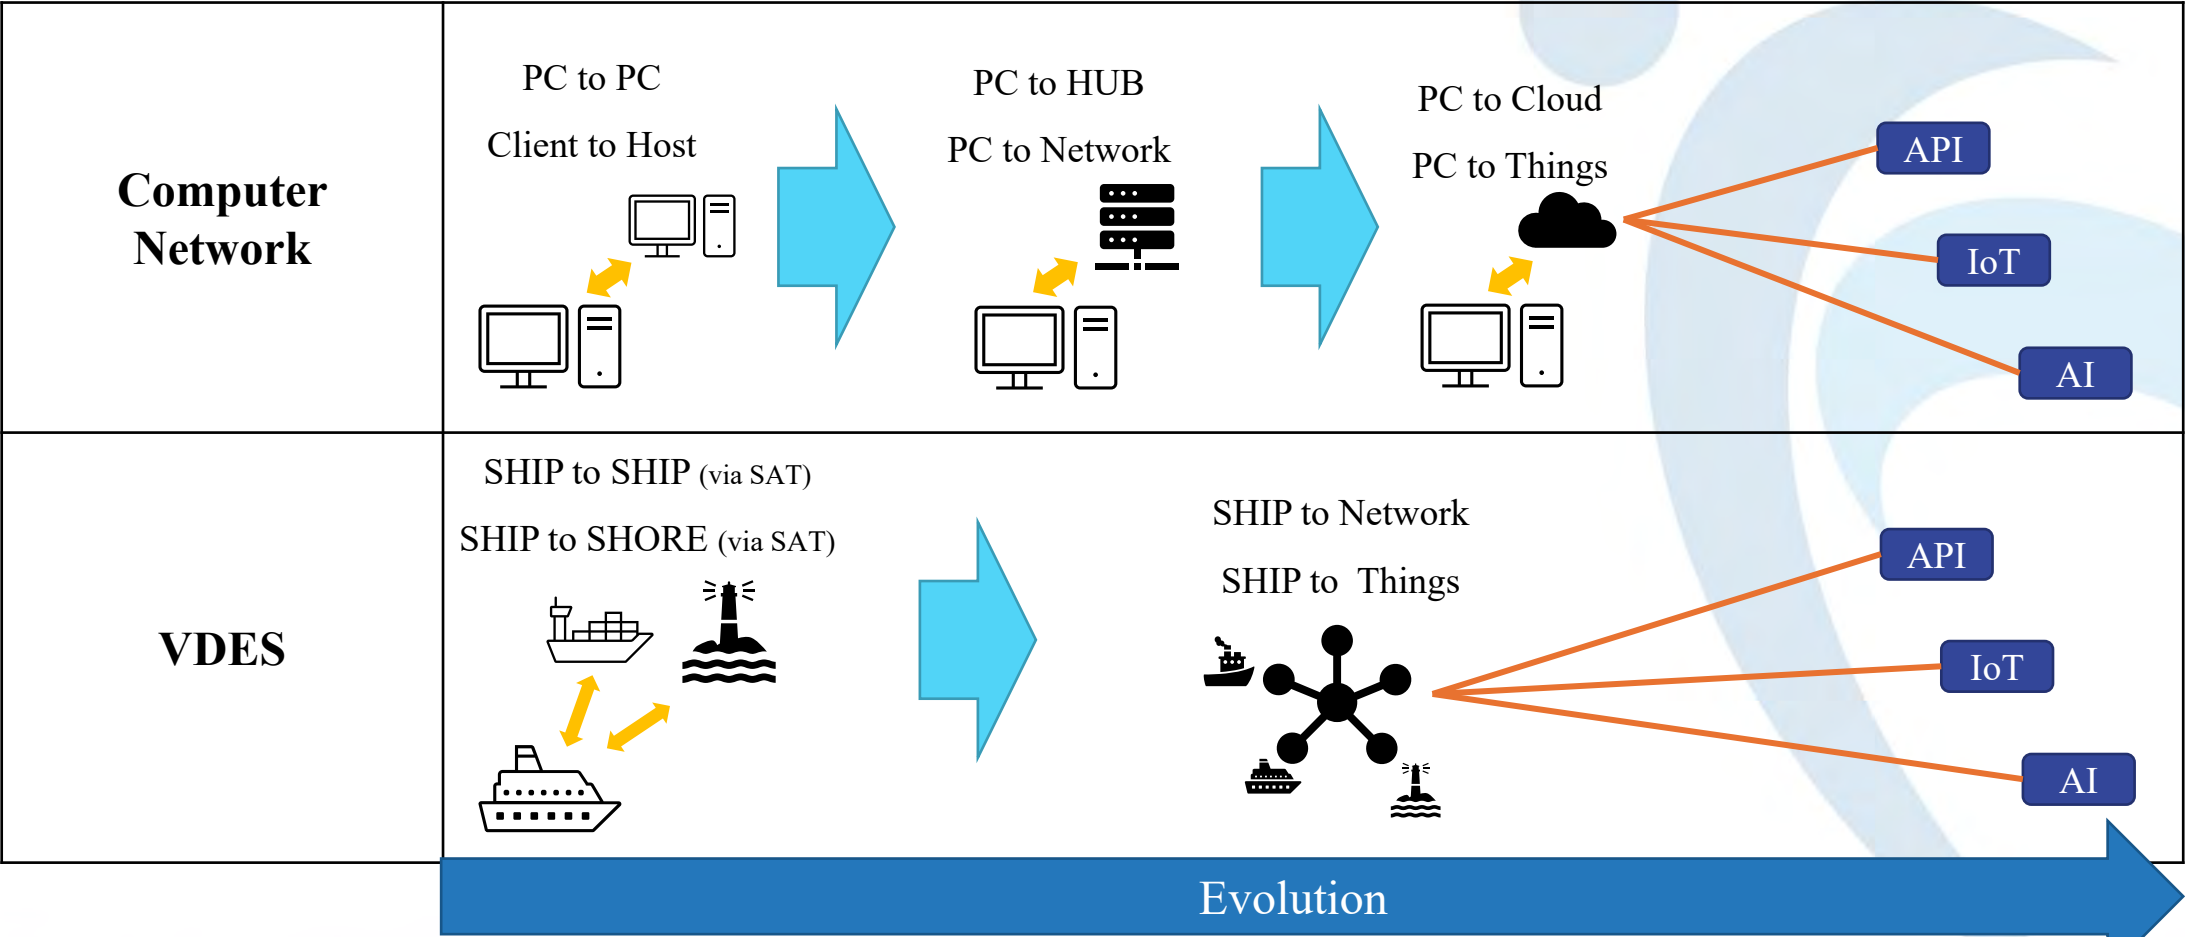 Computer
Network
PC to PC
Client to Host
PC to HUB
PC to Network
PC to Cloud
PC to Things
API
IoT
AI
VDES
SHIP to SHIP (via SAT)
SHIP to SHORE (via SAT)
SHIP to Network
SHIP to Things
API
IoT
AI
Evolution